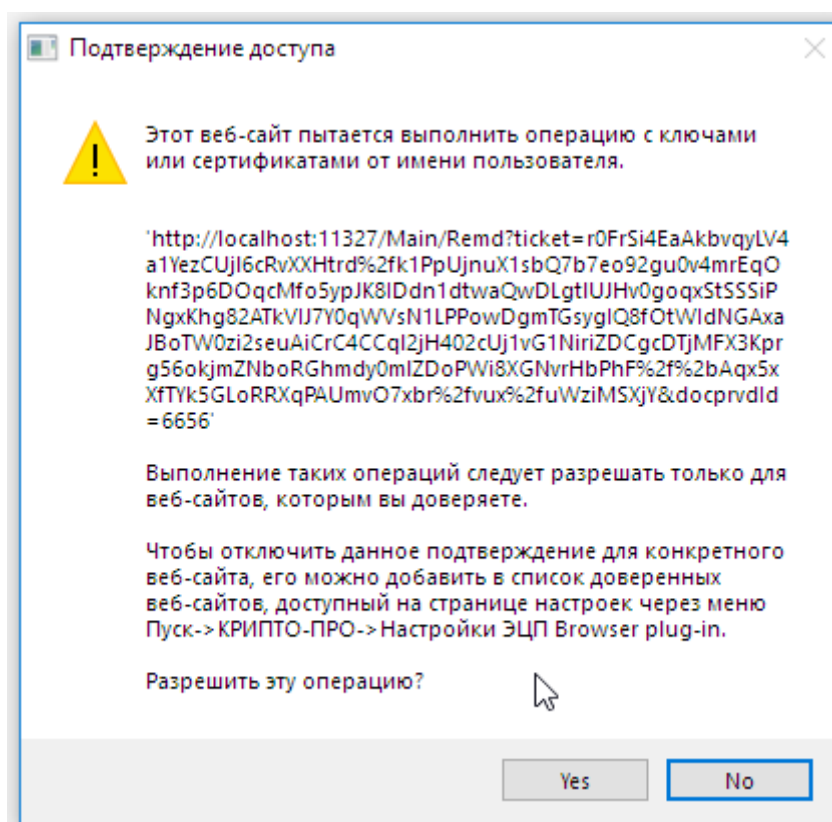 Подтверждение доступа
Этот веб-сайт пытается выполнить операцию с ключами
или сертификатами от имени пользователя.
'http://localhost:11327/Main/Remd?ticket=r0FrSi4EaAkbvqyLV4
a1YezCUjI6cRvXXHtrd%2fk1PpUjnuX1sbQ7b7eo92gu0v4mrEqO
knf3p6DOqcMfo5ypJK8IDdn1dtwaQwDLgtIUJHv0goqxStSSSiP
NgxKhg82ATkVIJ7Y0qWVsN1LPPowDgmTGsygIQ8fOtWIdNGAxa
JBoTW0zi2seuAiCrC4CCqI2jH402cUj1vG1NiriZDCgcDTjMFX3Kpr
g56okjmZNboRGhmdy0mIZDoPWi8XGNvrHbPhF%2f%2bAqx5x
XfTYk5GLoRRXqPAUmvO7xbr%2fvux%2fuWziMSXjY&docprvdId
=6656'
Выполнение таких операций следует разрешать только для
веб-сайтов, которым вы доверяете.
Чтобы отключить данное подтверждение для конкретного
веб-сайта, его можно добавить в список доверенных
веб-сайтов, доступный на странице настроек через меню
Пуск->КРИПТО-ПРО->Настройки ЭЦП Browser plug-in.
Разрешить эту операцию?
Yes No